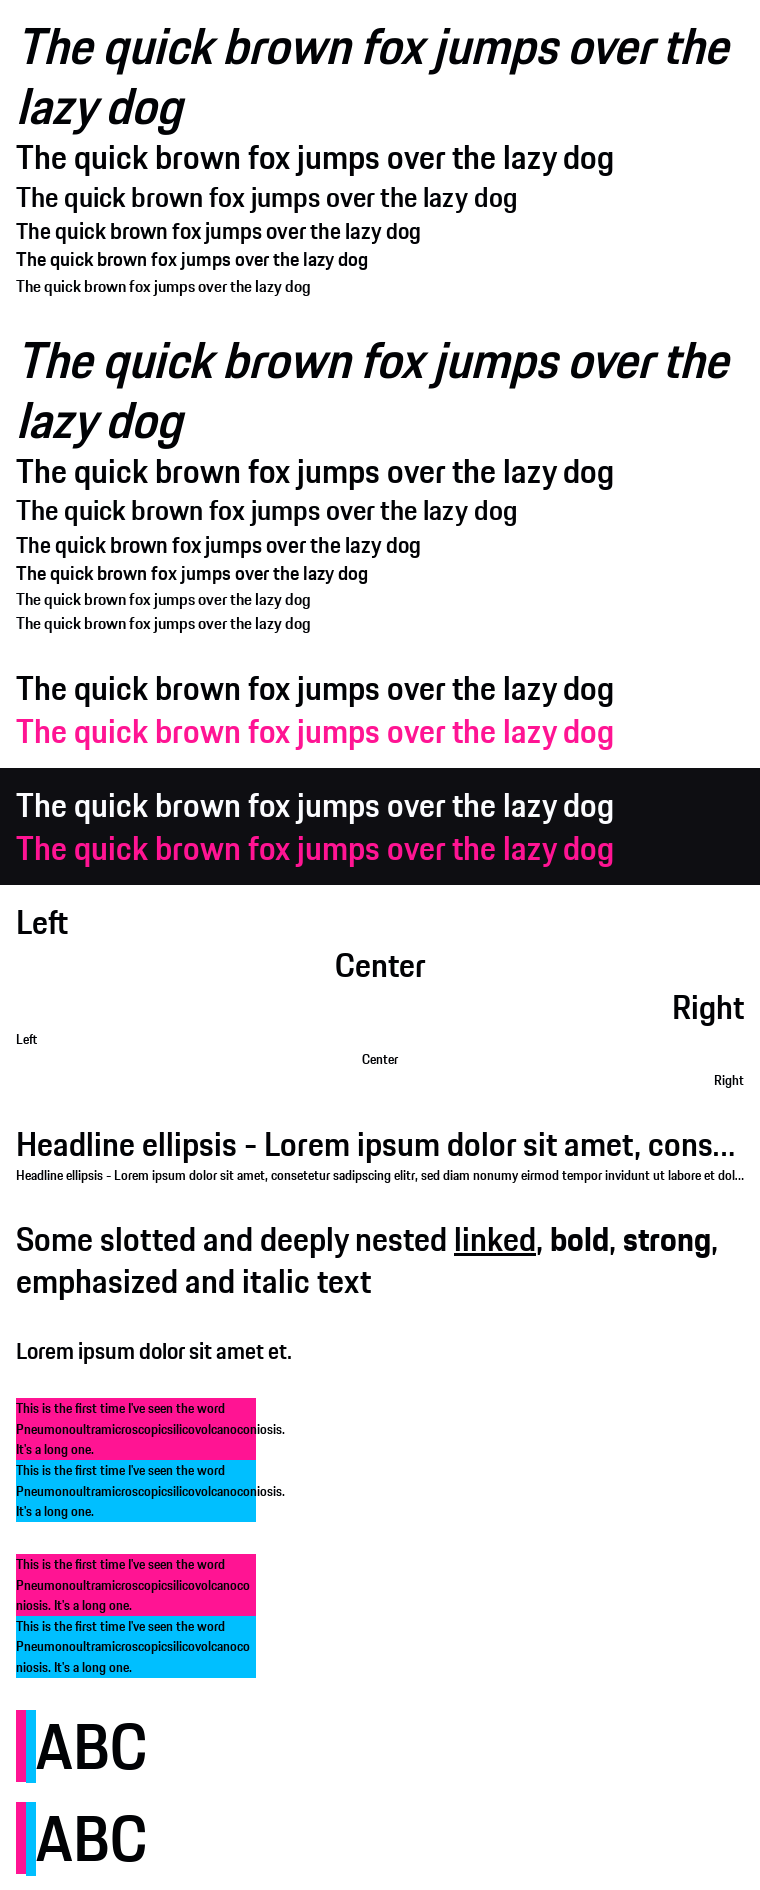 The quick brown fox jumps over the
lazy dog
The quick brown fox jumps over the lazy dog
The quick brown fox jumps over the lazy dog
The quick brown fox jumps over the lazy dog
The quick brown fox jumps over the lazy dog
The quick brown fox jumps over the lazy dog
The quick brown fox jumps over the
lazy dog
The quick brown fox jumps over the lazy dog
The quick brown fox jumps over the lazy dog
The quick brown fox jumps over the lazy dog
The quick brown fox jumps over the lazy dog
The quick brown fox jumps over the lazy dog
The quick brown fox jumps over the lazy dog
The quick brown fox jumps over the lazy dog
The quick brown fox jumps over the lazy dog
The quick brown fox jumps over the lazy dog
The quick brown fox jumps over the lazy dog
Left
Center
Right
Left
Center
Right
Headline ellipsis - Lorem ipsum dolor sit amet, cons...
Headline ellipsis - Lorem ipsum dolor sit amet, consetetur sadipscing elitr, sed diam nonumy eirmod tempor invidunt ut labore et dol...
Some slotted and deeply nested linked, bold, strong,
emphasized and italic text
Lorem ipsum dolor sit amet et.
This is the first time I've seen the word
Pneumonoultramicroscopicsilicovolcanoconiosis.
It's a long one.
This is the first time I've seen the word
Pneumonoultramicroscopicsilicovolcanoconiosis.
It's a long one.
This is the first time I've seen the word
Pneumonoultramicroscopicsilicovolcanoco
niosis. It's a long one.
This is the first time I've seen the word
Pneumonoultramicroscopicsilicovolcanoco
niosis. It's a long one.
ABC
ABC